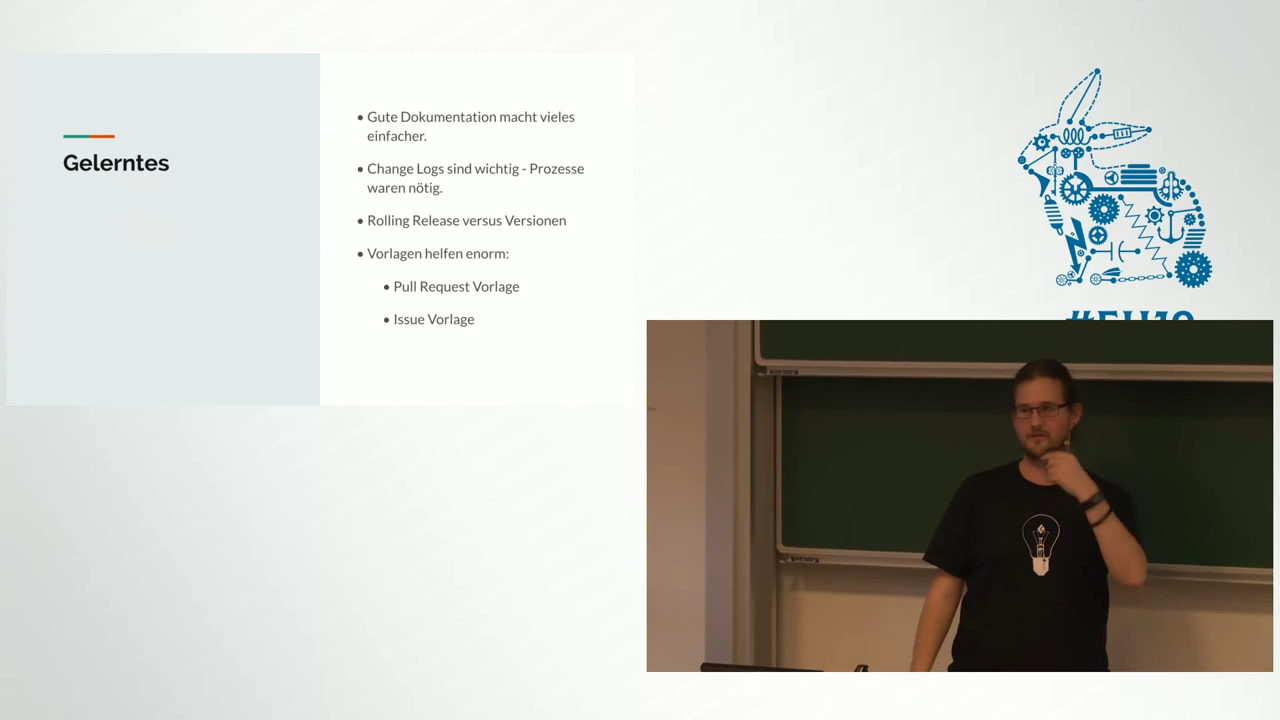 Gelerntes
• Gute Dokumentation macht vieles
einfacher.
• Change Logs sind wichtig - Prozesse
waren nötig.
• Rolling Release versus Versionen
• Vorlagen helfen enorm:
• Pull Request Vorlage
• Issue Vorlage